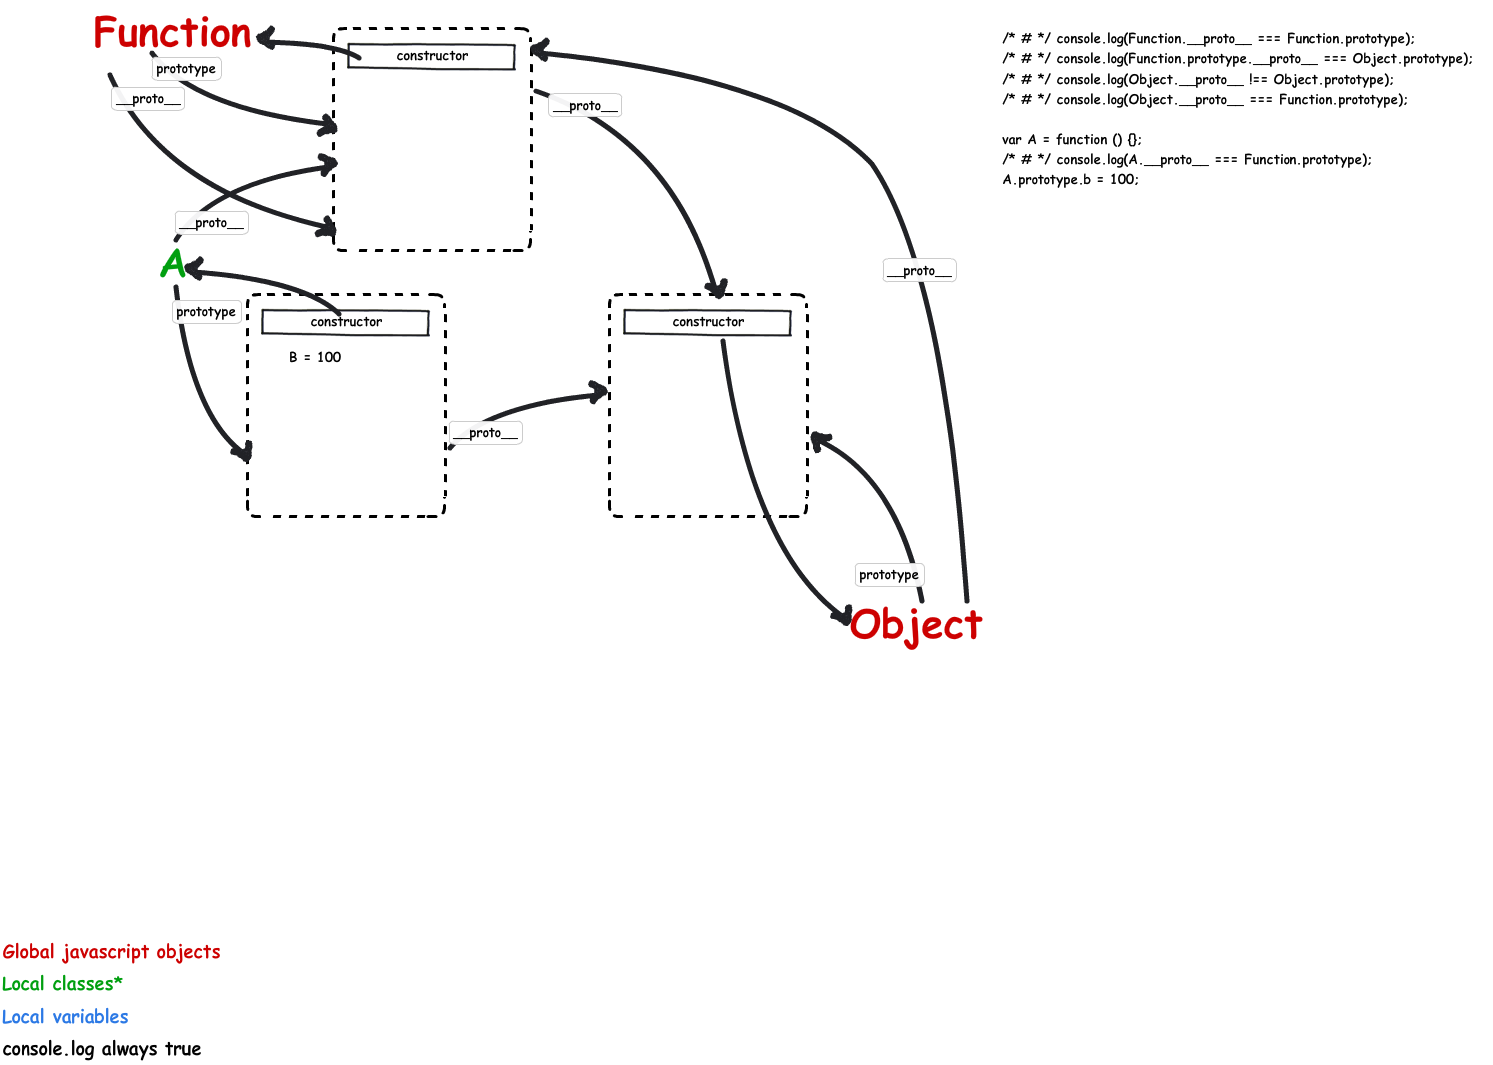 Function
constructor
prototype
__proto__
__proto__
__proto__
A
prototype
constructor
B = 100
__proto__
constructor
__proto__
prototype
Object
/* # */ console.log(Function.__proto__ === Function.prototype);
/* # */ console.log(Function.prototype.__proto__ === Object.prototype);
/* # */ console.log(Object.__proto__ !== Object.prototype);
/* # */ console.log(Object.__proto__ === Function.prototype);
var A = function () {};
/* # */ console.log(A.__proto__ === Function.prototype);
A.prototype.b = 100;
Global javascript objects
Local classes*
Local variables
console.log always true